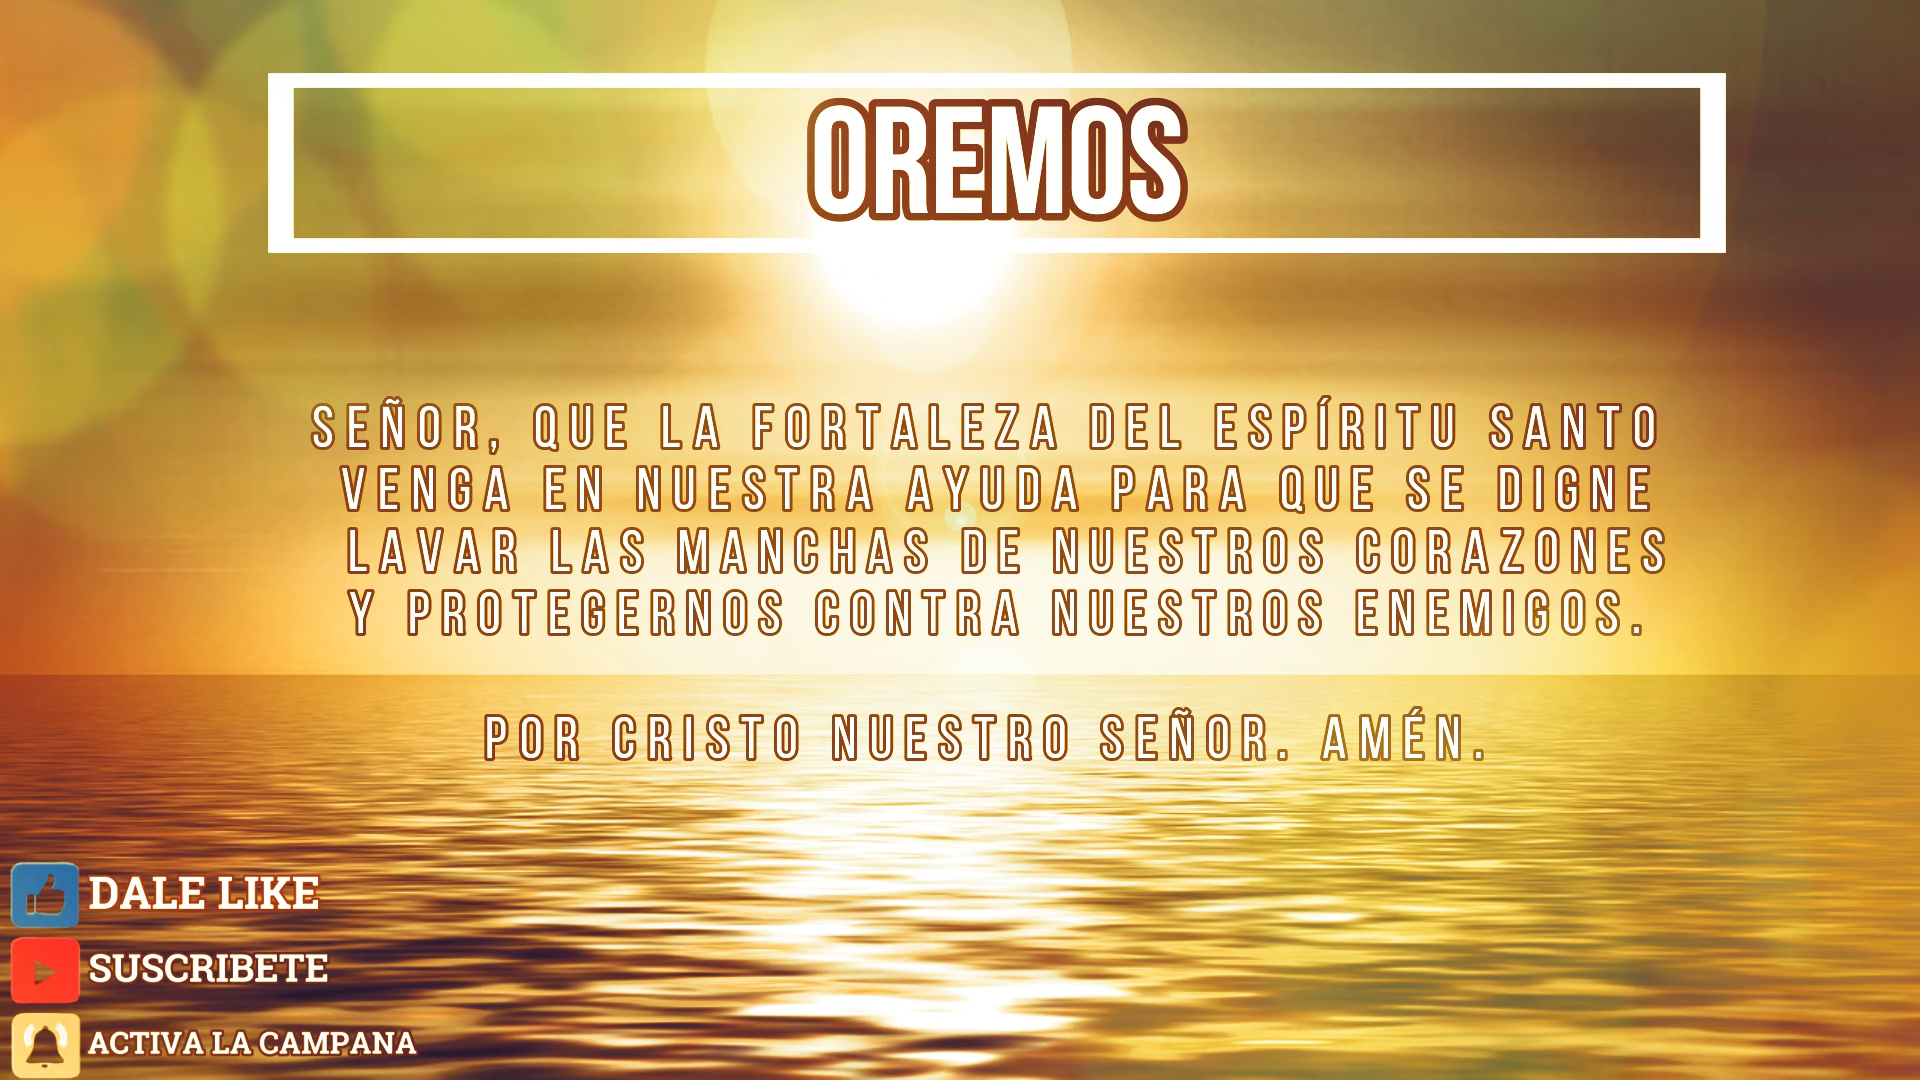 OREMOS
SEÑOR, QUE LA FORTALEZA DEL ESPÍRITU SANTO
VENGA EN NUESTRA AYUDA PARA QUE SE DIGNE
LAVAR LAS MANCHAS DE NUESTROS CORAZONES
Y PROTEGERNOS CONTRA NUESTROS ENEMIGOS.
POR CRISTO NUESTRO SEÑOR. AMÉN.
DALE LIKE
SUSCRIBETE
ACTIVA LA CAMPANA